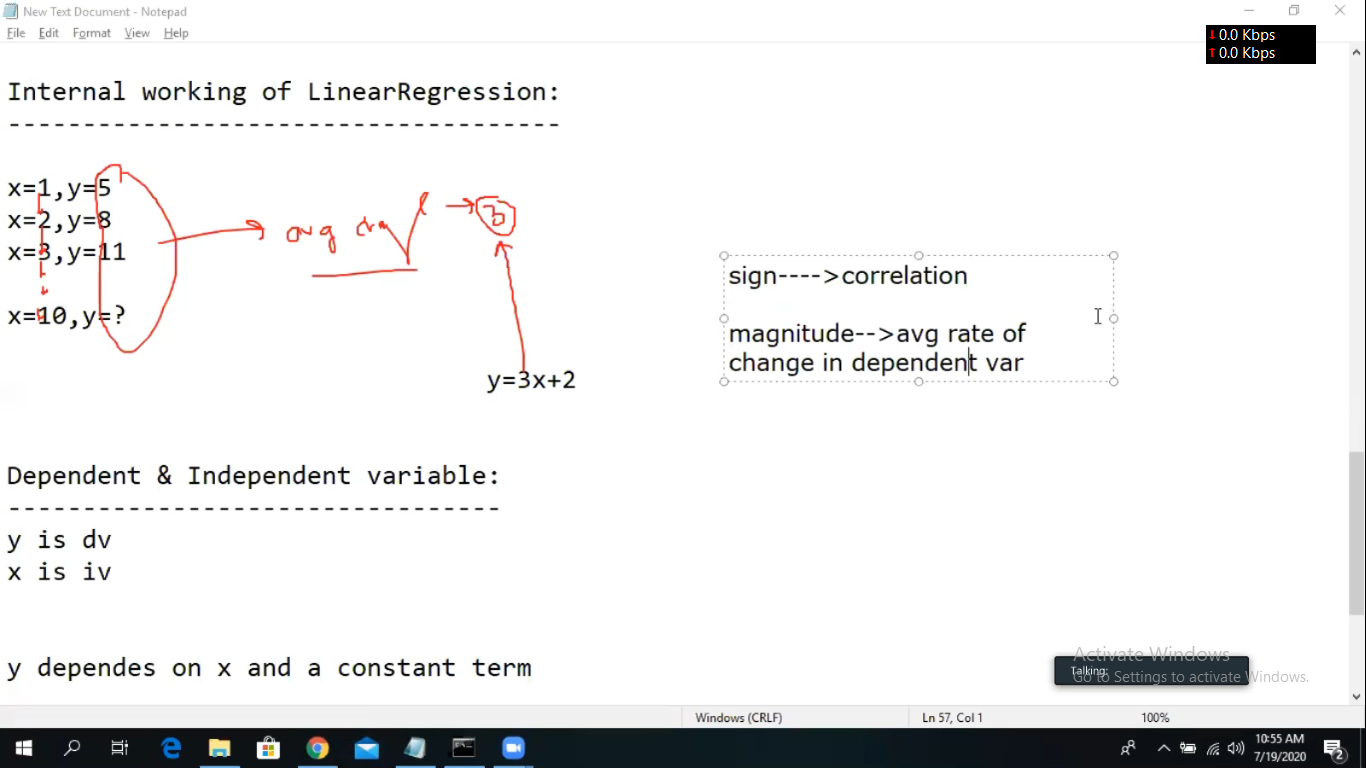 New Text Document - Notepad
File Edit Format View Help
↓ 0.0 Kbps
↑ 0.0 Kbps
Internal working of LinearRegression:
-------------------------------------
x=1,y=5
x=2,y=8
x=3,y=11
x=10,y=?
avg
3
y=3x+2
sign---->correlation
magnitude-->avg rate of
change in dependent var
Dependent & Independent variable:
---------------------------------
y is dv
x is iv
y dependes on x and a constant term
Activate Windows
Go to Settings to activate Windows.
Talking:
Windows (CRLF) Ln 57, Col 1 100%
10:55 AM
7/19/2020
2